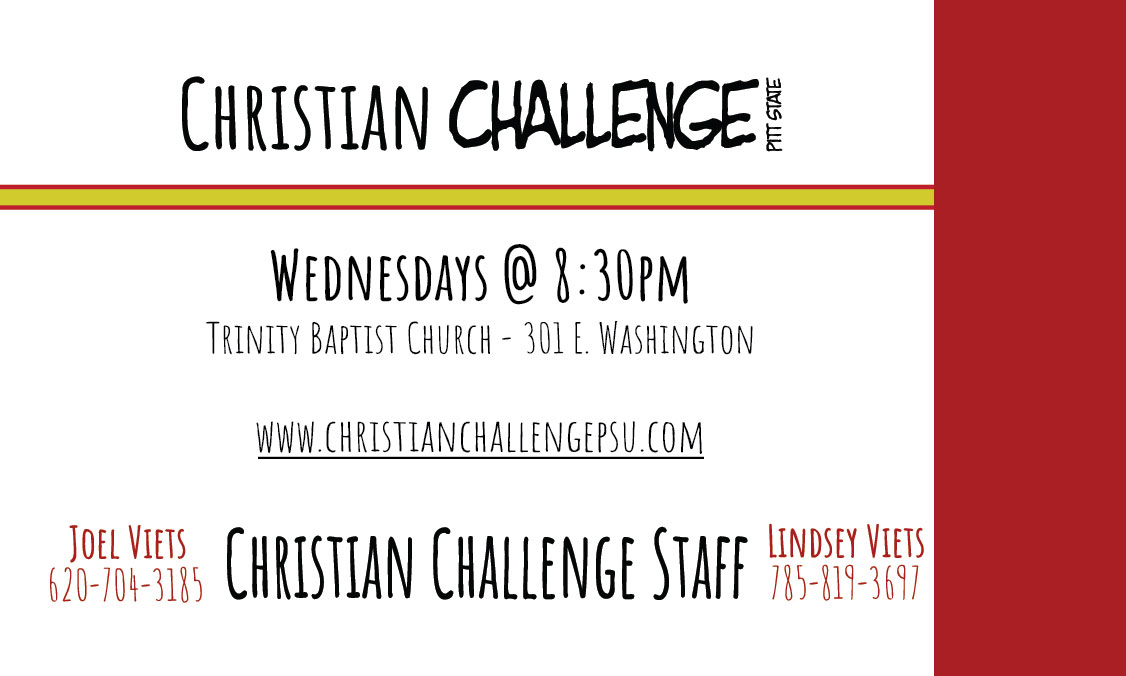 Christian CHALLENGE PITT STATE
Wednesdays @ 8:30pm
Trinity Baptist Church - 301 E. Washington
www.christianchallengepsu.com
Joel Viets
620-704-3185
Christian Challenge Staff
Lindsey Viets
785-819-3697